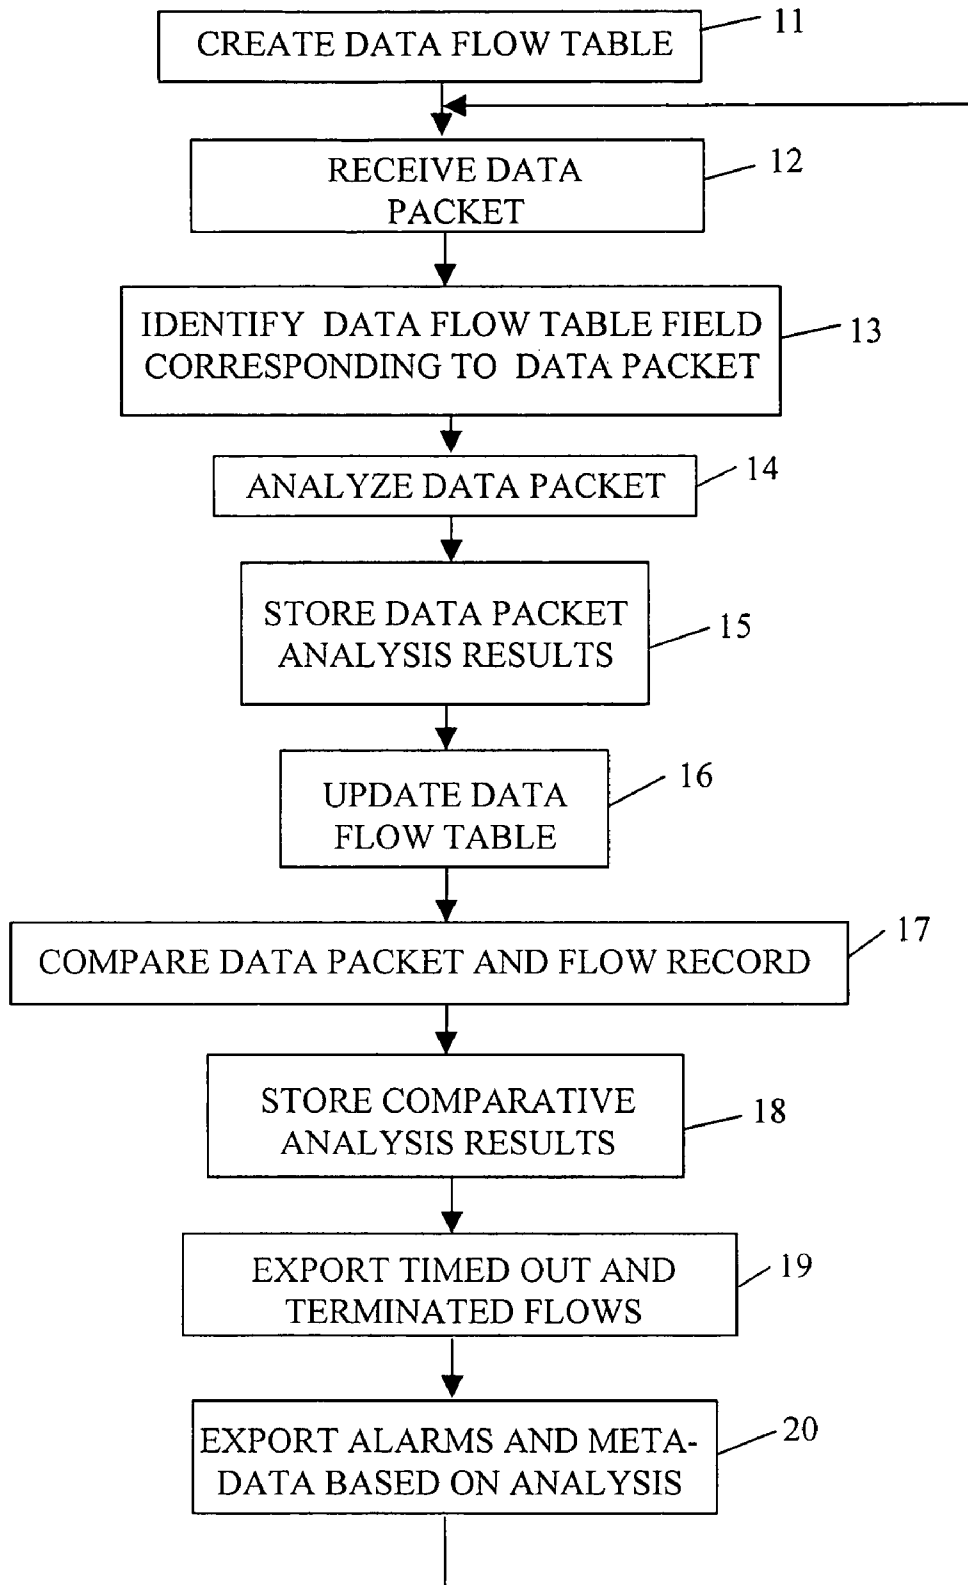 CREATE DATA FLOW TABLE
11
RECEIVE DATA
PACKET
12
IDENTIFY DATA FLOW TABLE FIELD
CORRESPONDING TO DATA PACKET
13
ANALYZE DATA PACKET
14
STORE DATA PACKET
ANALYSIS RESULTS
15
UPDATE DATA
FLOW TABLE
16
COMPARE DATA PACKET AND FLOW RECORD
17
STORE COMPARATIVE
ANALYSIS RESULTS
18
EXPORT TIMED OUT AND
TERMINATED FLOWS
19
EXPORT ALARMS AND META-
DATA BASED ON ANALYSIS
20